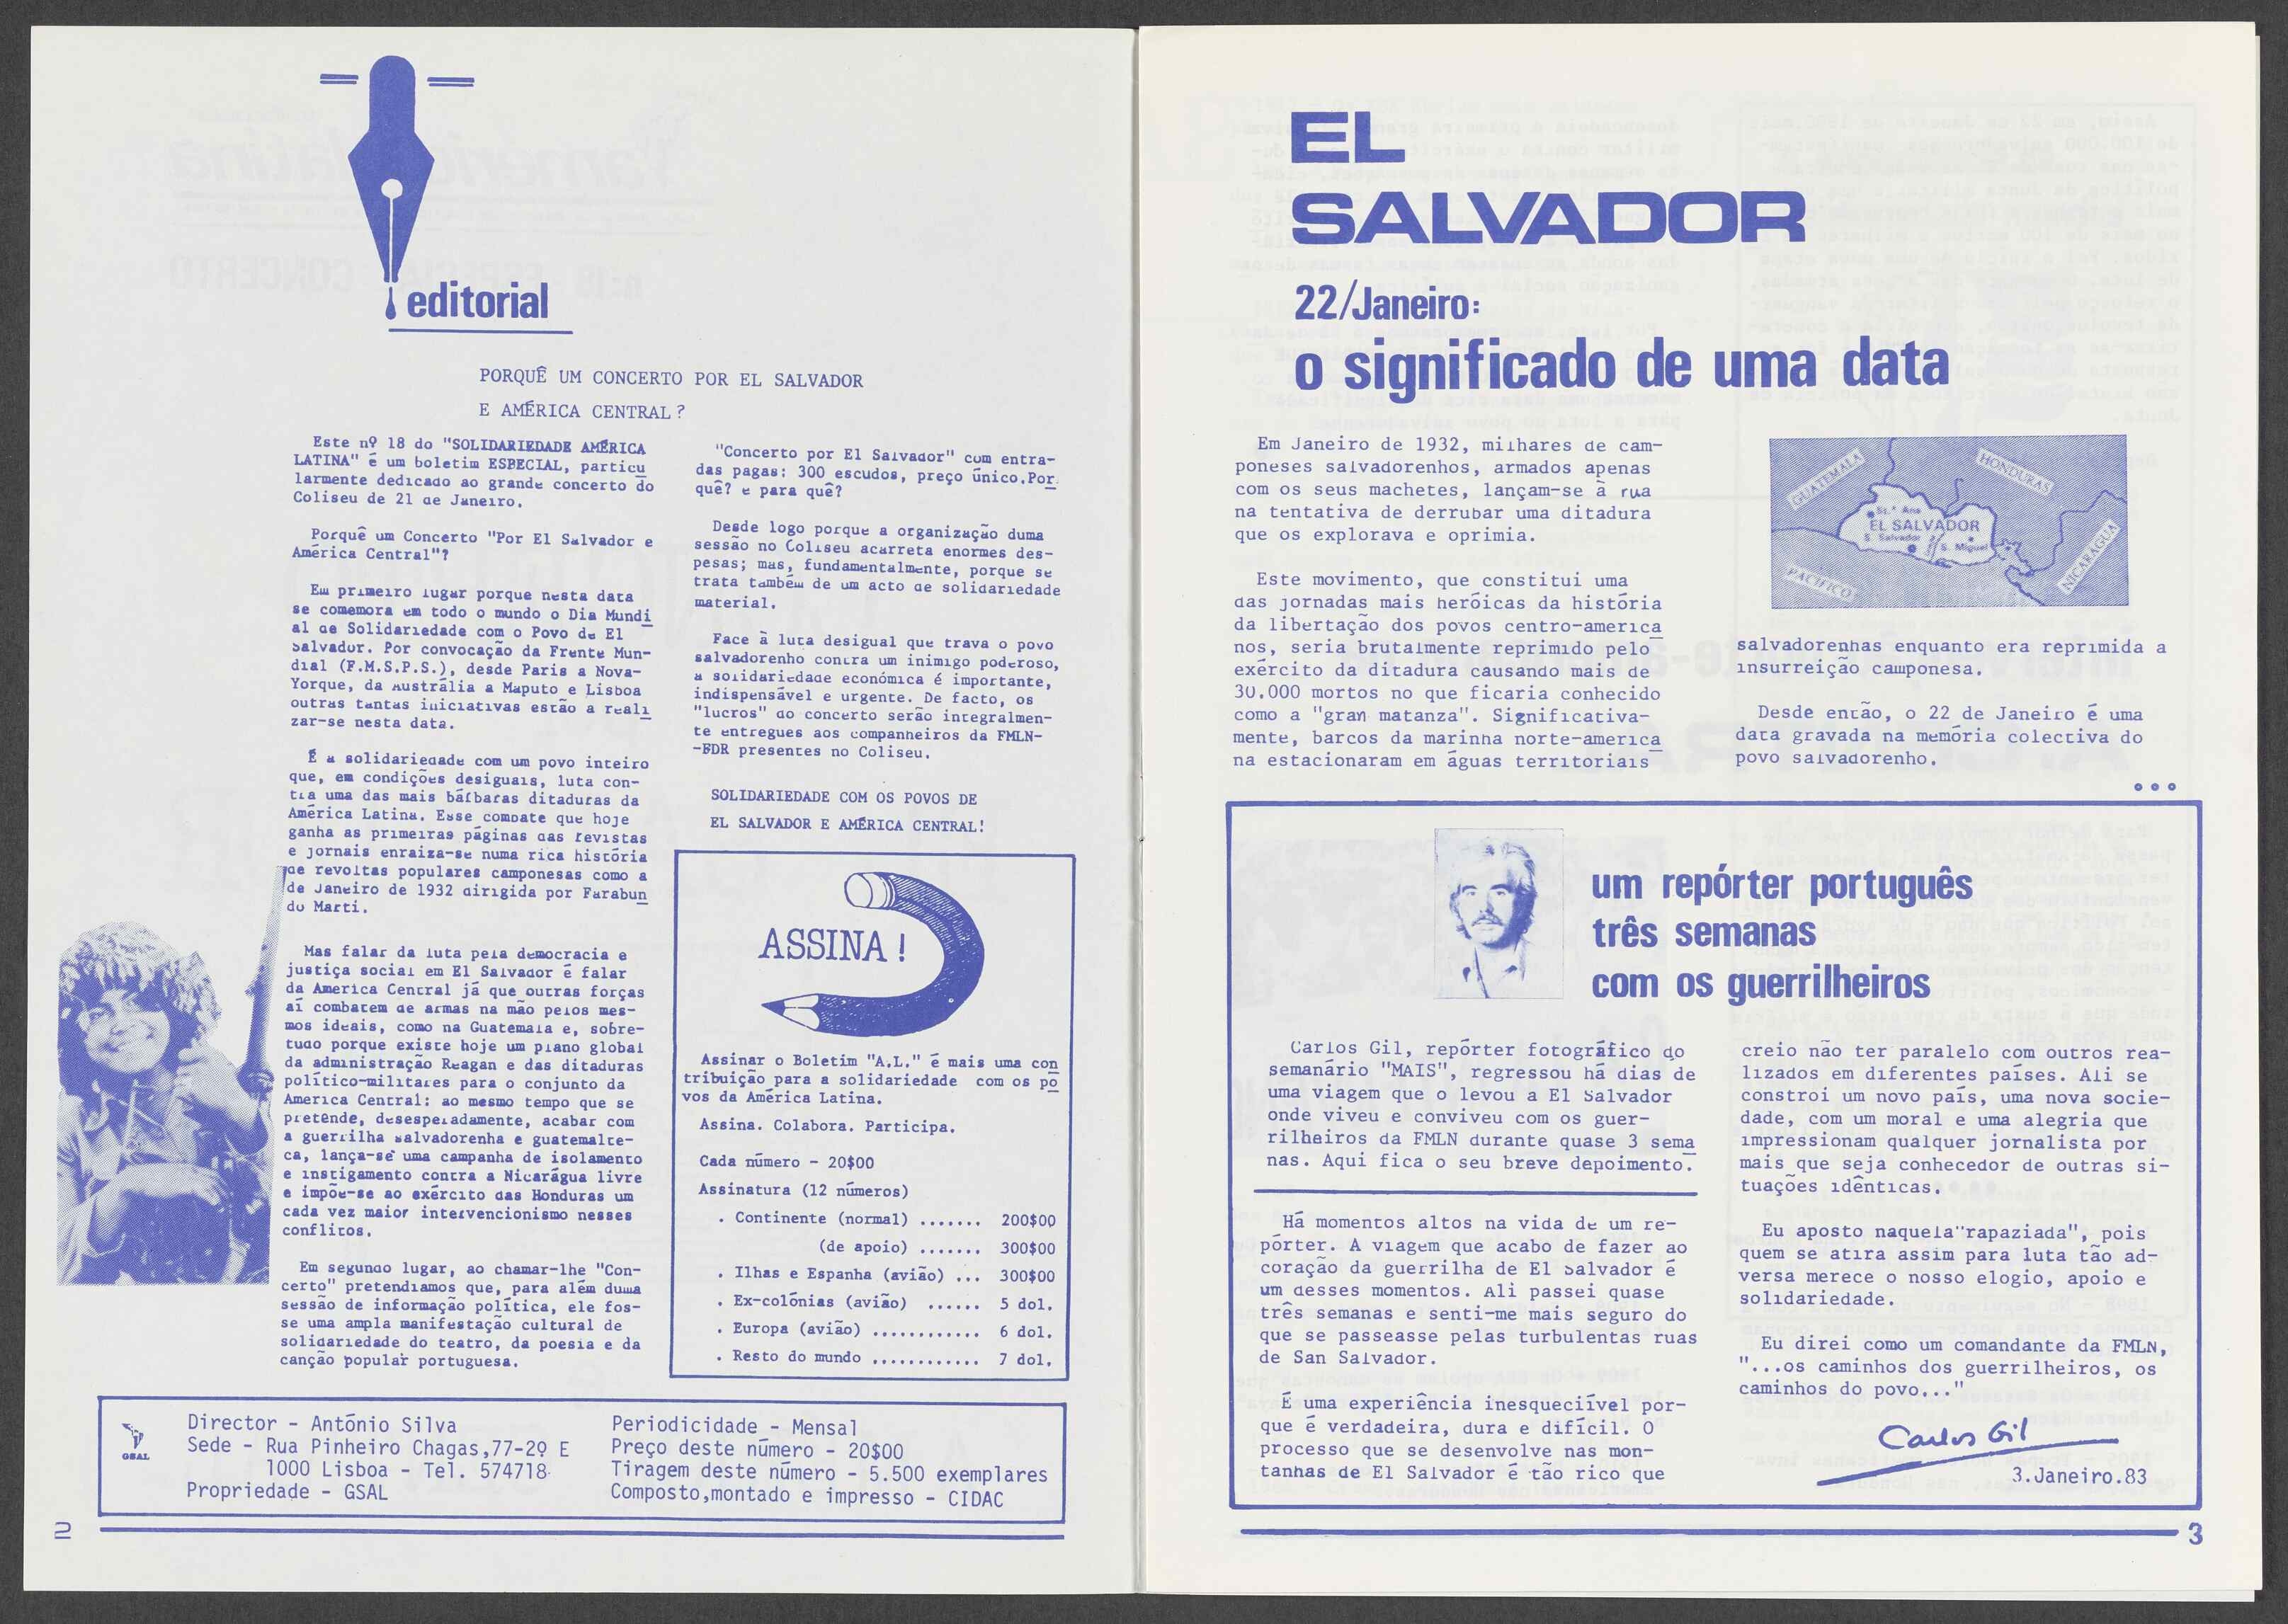 editorial
PORQUÊ UM CONCERTO POR EL SALVADOR
E AMÉRICA CENTRAL?
Este nº 18 do "SOLIDARIEDADE AMÉRICA
LATINA" é um boletim ESPECIAL, particu
larmente dedicado ao grande concerto do
Coliseu de 21 de Janeiro.
Porquê um Concerto "Por El Salvador e
América Central"?
Em primeiro lugar porque nesta data
se comemora em todo o mundo o Dia Mundi
al de Solidariedade com o Povo de El
Salvador. Por convocação da Frente Mun-
dial (F.M.S.P.S.), desde Paris a Nova-
Yorque, da Austrália a Maputo e Lisboa
outras tantas iniciativas estão a reali
zar-se nesta data.
É a solidariedade com um povo inteiro
que, em condições desiguais, luta con-
tra uma das mais bárbaras ditaduras da
América Latina. Esse combate que hoje
ganha as primeiras páginas das revistas
e jornais enraiza-se numa rica história
de revoltas populares camponesas como a
de Janeiro de 1932 dirigida por Farabun
do Marti.
Mas falar da luta pela democracia e
justiça social em El Salvador é falar
da America Central já que outras forças
aí combatem de armas na mão pelos mes-
mos ideais, como na Guatemala e, sobre-
tudo porque existe hoje um plano global
da administração Reagan e das ditaduras
político-militares para o conjunto da
America Central: ao mesmo tempo que se
pretende, desesperadamente, acabar com
a guerrilha salvadorenha e guatemalte-
ca, lança-se uma campanha de isolamento
e instigamento contra a Nicarágua livre
e impõe-se ao exército das Honduras um
cada vez maior intervencionismo nesses
conflitos.
Em segundo lugar, ao chamar-lhe "Con-
certo" pretendiamos que, para além duma
sessão de informação política, ele fos-
se uma ampla manifestação cultural de
solidariedade do teatro, da poesia e da
canção popular portuguesa.
"Concerto por El Salvador" com entra-
das pagas: 300 escudos, preço único.Por
quê? e para quê?
Desde logo porque a organização duma
sessão no Coliseu acarreta enormes des-
pesas; mas, fundamentalmente, porque se
trata também de um acto de solidariedade
material.
Face à luta desigual que trava o povo
salvadorenho contra um inimigo poderoso,
a solidariedade económica é importante,
indispensável e urgente. De facto, os
"lucros" do concerto serão integralmen-
te entregues aos companheiros da FMLN-
-FDR presentes no Coliseu.
SOLIDARIEDADE COM OS POVOS DE
EL SALVADOR E AMÉRICA CENTRAL!
ASSINA!
Assinar o Boletim "A.L." é mais uma con
tribuição para a solidariedade com os po
vos da América Latina.
Assina. Colabora. Participa.
Cada número - 20$00
Assinatura (12 números)
. Continente (normal) ....... 200$00
(de apoio) ....... 300$00
. Ilhas e Espanha (avião) ... 300$00
. Ex-colónias (avião) ...... 5 dol.
. Europa (avião) ............ 6 dol.
. Resto do mundo ............ 7 dol.
GSAL
Director - António Silva
Sede - Rua Pinheiro Chagas,77-2º E
1000 Lisboa - Tel. 574718
Propriedade - GSAL
Periodicidade - Mensal
Preço deste número - 20$00
Tiragem deste número - 5.500 exemplares
Composto,montado e impresso - CIDAC
2
EL
SALVADOR
22/Janeiro:
o significado de uma data
Em Janeiro de 1932, milhares de cam-
poneses salvadorenhos, armados apenas
com os seus machetes, lançam-se à rua
na tentativa de derrubar uma ditadura
que os explorava e oprimia.
Este movimento, que constitui uma
das jornadas mais heróicas da história
da libertação dos povos centro-america
nos, seria brutalmente reprimido pelo
exército da ditadura causando mais de
30.000 mortos no que ficaria conhecido
como a "gran matanza". Significativa-
mente, barcos da marinha norte-america
na estacionaram em águas territoriais
GUATEMALA
HONDURAS
St.ª Ana
EL SALVADOR
S. Salvador
S. Miguel
NICARAGUA
PACIFICO
salvadorenhas enquanto era reprimida a
insurreição camponesa.
Desde então, o 22 de Janeiro é uma
data gravada na memória colectiva do
povo salvadorenho.
...
um repórter português
três semanas
com os guerrilheiros
Carlos Gil, repórter fotográfico do
semanário "MAIS", regressou há dias de
uma viagem que o levou a El Salvador
onde viveu e conviveu com os guer-
rilheiros da FMLN durante quase 3 sema
nas. Aqui fica o seu breve depoimento.
Há momentos altos na vida de um re-
pórter. A viagem que acabo de fazer ao
coração da guerrilha de El Salvador é
um desses momentos. Ali passei quase
três semanas e senti-me mais seguro do
que se passeasse pelas turbulentas ruas
de San Salvador.
É uma experiência inesquecíivel por-
que é verdadeira, dura e difícil. O
processo que se desenvolve nas mon-
tanhas de El Salvador é tão rico que
creio não ter paralelo com outros rea-
lizados em diferentes países. Ali se
constroi um novo país, uma nova socie-
dade, com um moral e uma alegria que
impressionam qualquer jornalista por
mais que seja conhecedor de outras si-
tuações idênticas.
Eu aposto naquela"rapaziada", pois
quem se atira assim para luta tão ad-
versa merece o nosso elogio, apoio e
solidariedade.
Eu direi como um comandante da FMLN,
"...os caminhos dos guerrilheiros, os
caminhos do povo..."
Carlos Gil
3.Janeiro.83
3